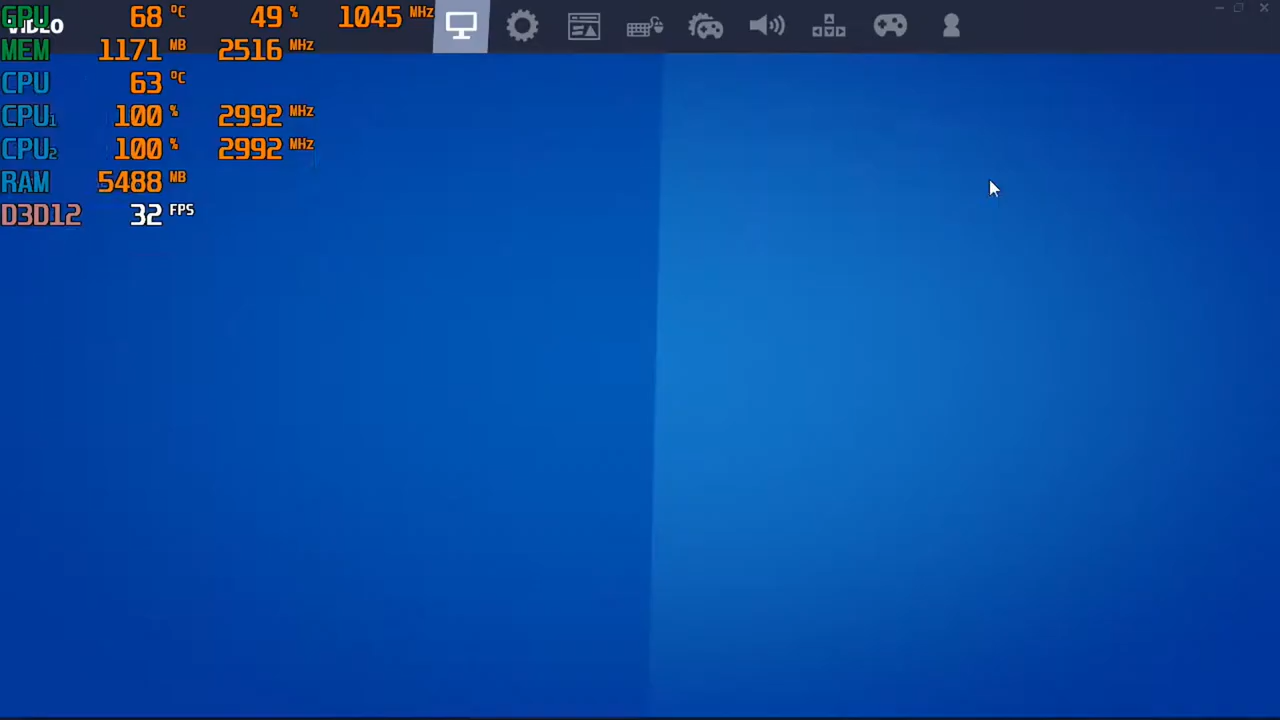 VIDEO
GPU 68 °C 49 % 1045 MHz
MEM 1171 MB 2516 MHz
CPU 63 °C
CPU1 100 % 2992 MHz
CPU2 100 % 2992 MHz
RAM 5488 MB
D3D12 32 FPS